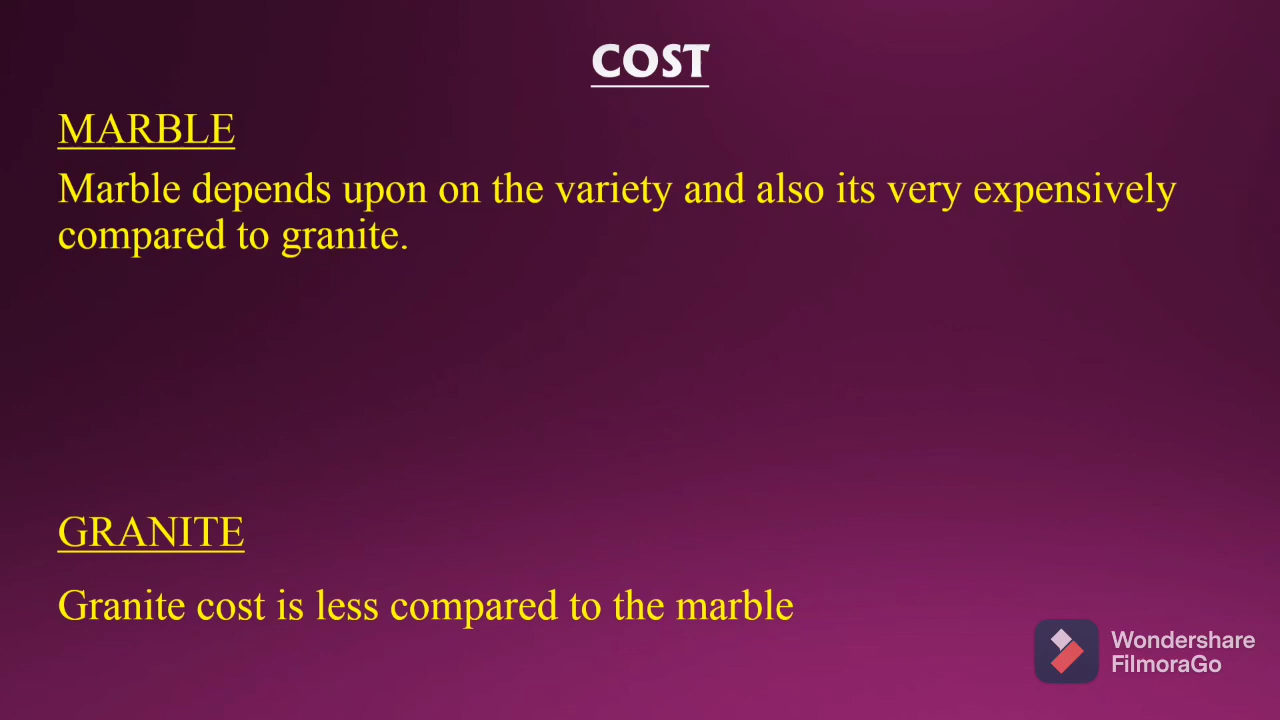 COST
MARBLE
Marble depends upon on the variety and also its very expensively
compared to granite.
GRANITE
Granite cost is less compared to the marble
Wondershare
FilmoraGo